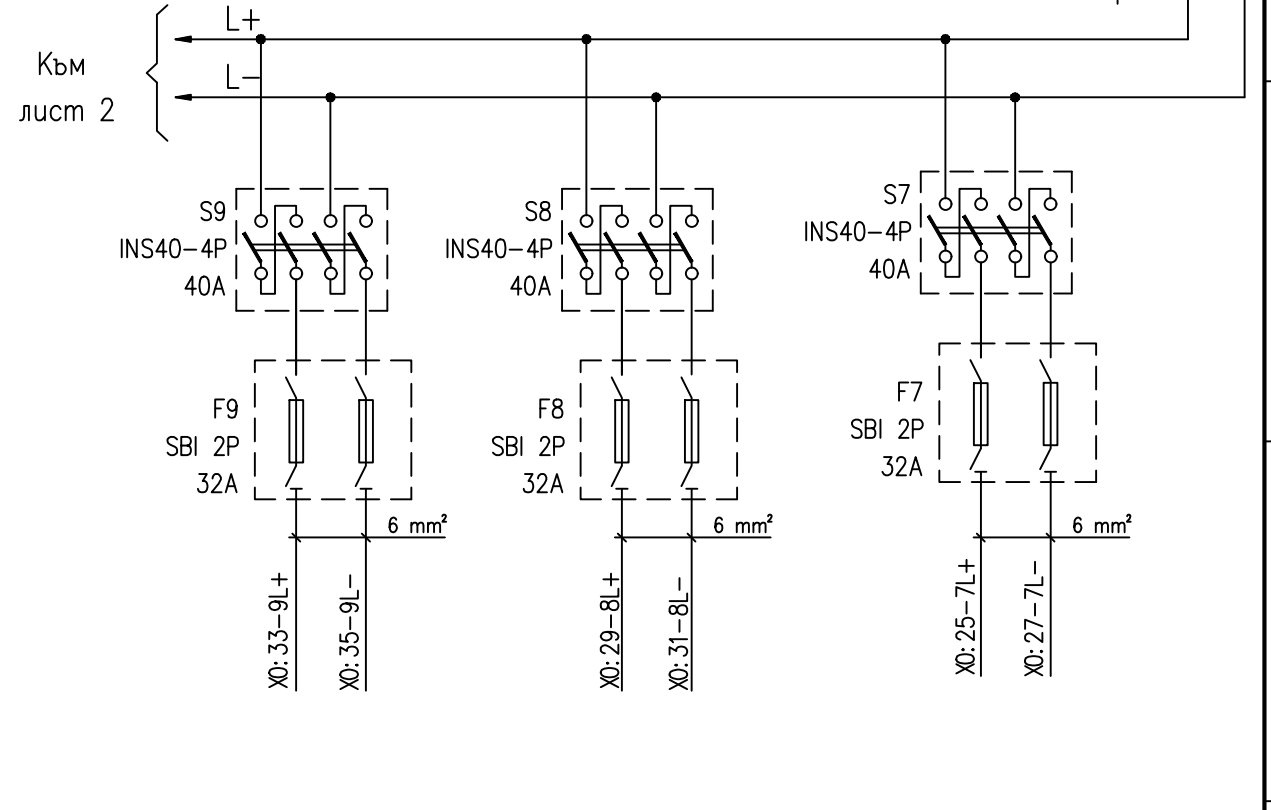 L+
Към
L-
лист 2
S9
INS40-4P
40A
S8
INS40-4P
40A
S7
INS40-4P
40A
F9
SBI 2P
32A
F8
SBI 2P
32A
F7
SBI 2P
32A
6 mm²
6 mm²
6 mm²
X0:33-9L+
X0:35-9L-
X0:29-8L+
X0:31-8L-
X0:25-7L+
X0:27-7L-